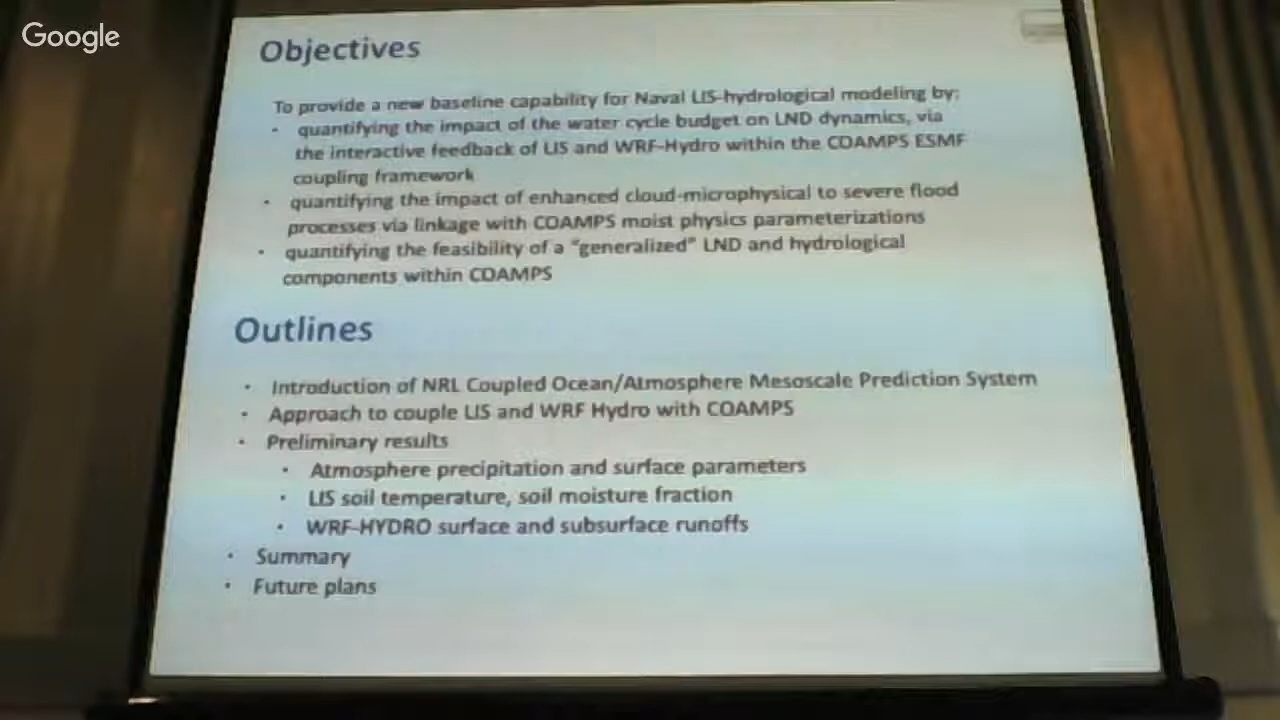 Google
Objectives
To provide a new baseline capability for Naval LIS-hydrological modeling by:
• quantifying the impact of the water cycle budget on LND dynamics, via
the interactive feedback of LIS and WRF-Hydro within the COAMPS ESMF
coupling framework
• quantifying the impact of enhanced cloud-microphysical to severe flood
processes via linkage with COAMPS moist physics parameterizations
• quantifying the feasibility of a "generalized" LND and hydrological
components within COAMPS
Outlines
• Introduction of NRL Coupled Ocean/Atmosphere Mesoscale Prediction System
• Approach to couple LIS and WRF Hydro with COAMPS
• Preliminary results
• Atmosphere precipitation and surface parameters
• LIS soil temperature, soil moisture fraction
• WRF-HYDRO surface and subsurface runoffs
• Summary
• Future plans